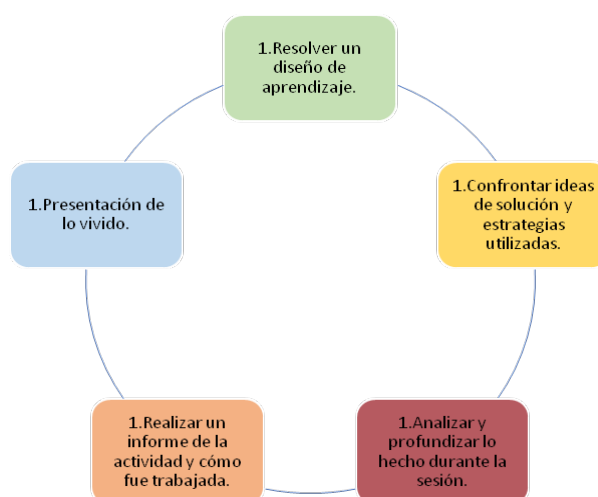 1.Resolver un
diseño de
aprendizaje.
1.Confrontar ideas
de solución y
estrategias
utilizadas.
1.Analizar y
profundizar lo
hecho durante la
sesión.
1.Realizar un
informe de la
actividad y cómo
fue trabajada.
1.Presentación de
lo vivido.